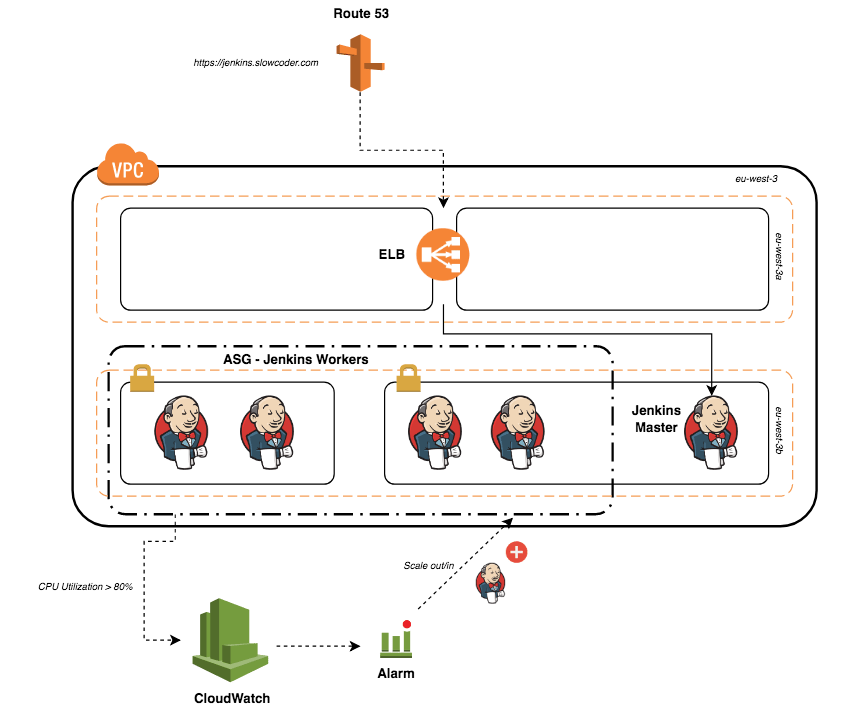 Route 53
https://jenkins.slowcoder.com
VPC
eu-west-3
ELB
eu-west-3a
ASG - Jenkins Workers
Jenkins
Master
eu-west-3b
Scale out/in
CPU Utilization > 80%
Alarm
CloudWatch